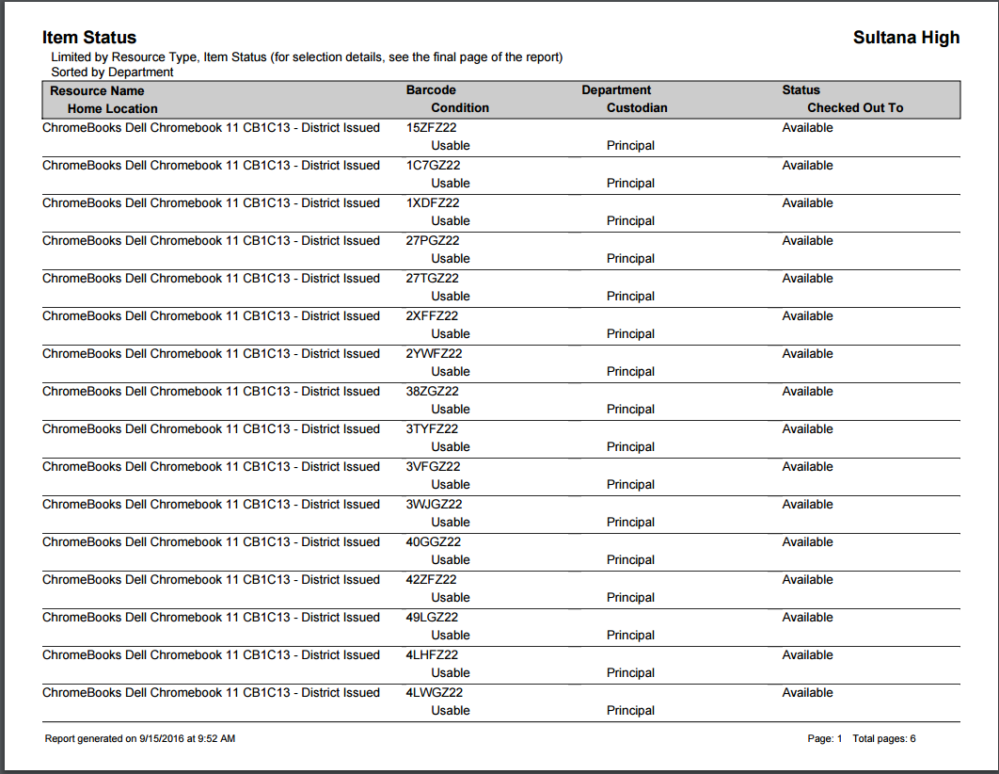 Item Status Sultana High
Limited by Resource Type, Item Status (for selection details, see the final page of the report)
Sorted by Department
Resource Name Barcode Department Status
Home Location Condition Custodian Checked Out To
ChromeBooks Dell Chromebook 11 CB1C13 - District Issued 15ZFZ22 Available
Usable Principal
ChromeBooks Dell Chromebook 11 CB1C13 - District Issued 1C7GZ22 Available
Usable Principal
ChromeBooks Dell Chromebook 11 CB1C13 - District Issued 1XDFZ22 Available
Usable Principal
ChromeBooks Dell Chromebook 11 CB1C13 - District Issued 27PGZ22 Available
Usable Principal
ChromeBooks Dell Chromebook 11 CB1C13 - District Issued 27TGZ22 Available
Usable Principal
ChromeBooks Dell Chromebook 11 CB1C13 - District Issued 2XFFZ22 Available
Usable Principal
ChromeBooks Dell Chromebook 11 CB1C13 - District Issued 2YWFZ22 Available
Usable Principal
ChromeBooks Dell Chromebook 11 CB1C13 - District Issued 38ZGZ22 Available
Usable Principal
ChromeBooks Dell Chromebook 11 CB1C13 - District Issued 3TYFZ22 Available
Usable Principal
ChromeBooks Dell Chromebook 11 CB1C13 - District Issued 3VFGZ22 Available
Usable Principal
ChromeBooks Dell Chromebook 11 CB1C13 - District Issued 3WJGZ22 Available
Usable Principal
ChromeBooks Dell Chromebook 11 CB1C13 - District Issued 40GGZ22 Available
Usable Principal
ChromeBooks Dell Chromebook 11 CB1C13 - District Issued 42ZFZ22 Available
Usable Principal
ChromeBooks Dell Chromebook 11 CB1C13 - District Issued 49LGZ22 Available
Usable Principal
ChromeBooks Dell Chromebook 11 CB1C13 - District Issued 4LHFZ22 Available
Usable Principal
ChromeBooks Dell Chromebook 11 CB1C13 - District Issued 4LWGZ22 Available
Usable Principal
Report generated on 9/15/2016 at 9:52 AM Page: 1 Total pages: 6